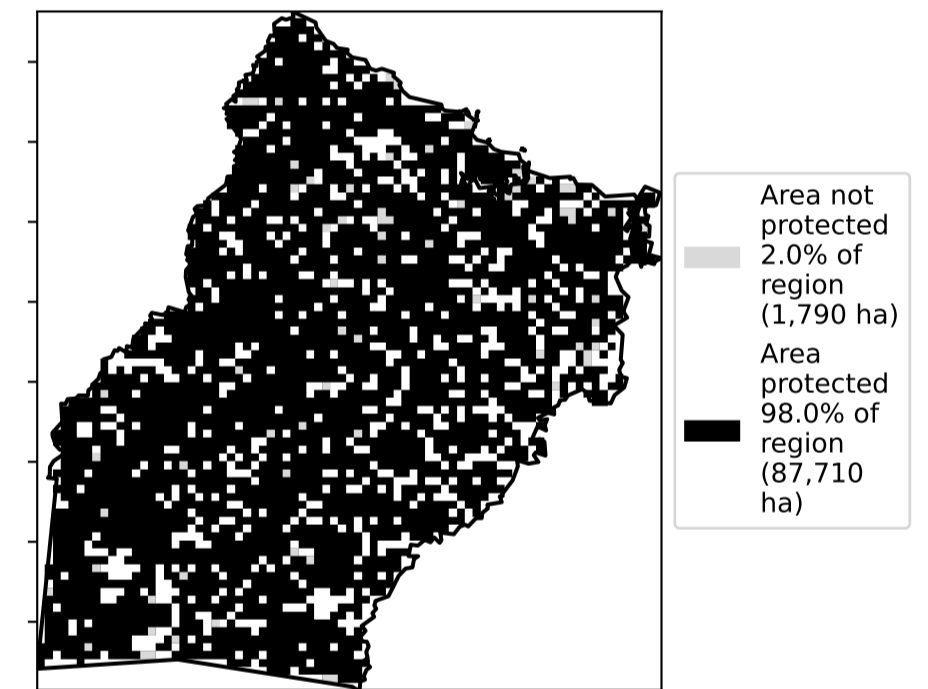 Area not
protected
2.0% of
region
(1,790 ha)
Area
protected
98.0% of
region
(87,710
ha)